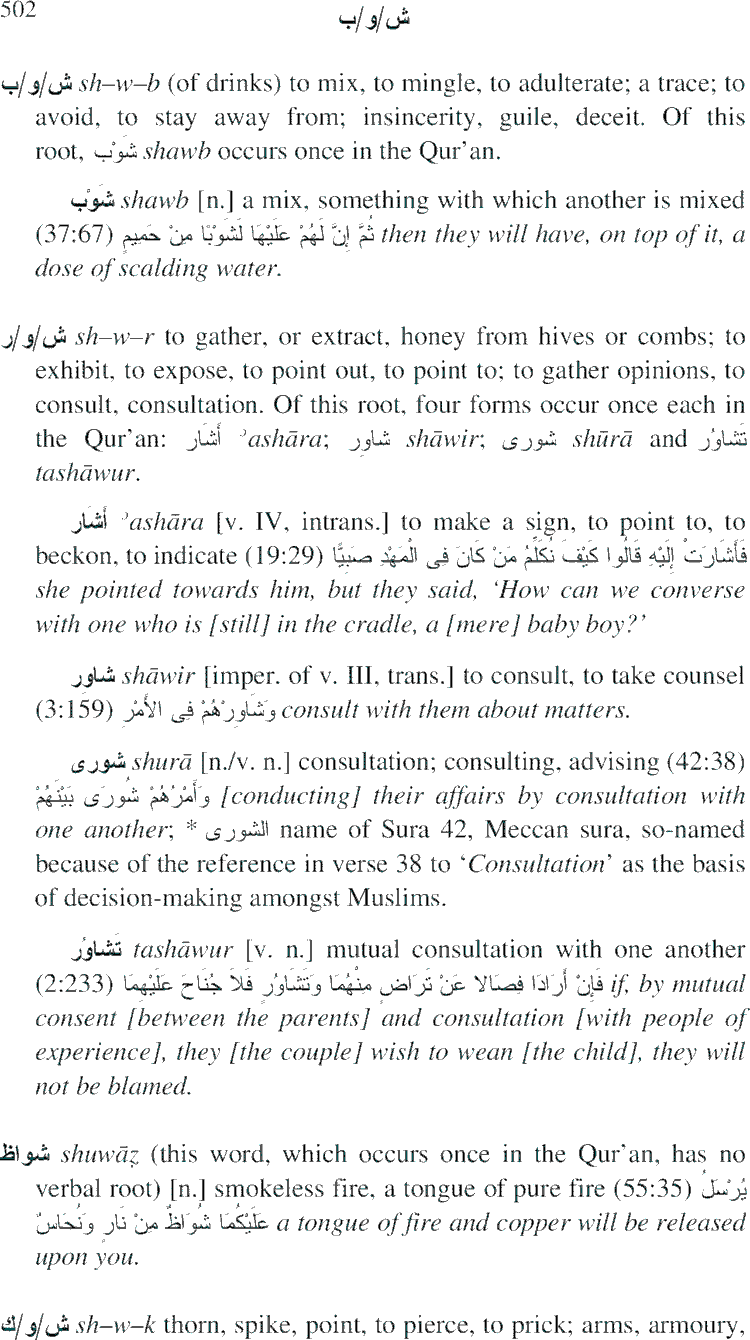 502
ش/و/ب
ش/و/ب sh–w–b (of drinks) to mix, to mingle, to adulterate; a trace; to
avoid, to stay away from; insincerity, guile, deceit. Of this
root, شَوْب shawb occurs once in the Qur'an.
شَوْب shawb [n.] a mix, something with which another is mixed
(37:67) ثُمَّ إِنَّ لَهُمْ عَلَيْهَا لَشَوْبًا مِنْ حَمِيمٍ then they will have, on top of it, a
dose of scalding water.
ش/و/ر sh–w–r to gather, or extract, honey from hives or combs; to
exhibit, to expose, to point out, to point to; to gather opinions, to
consult, consultation. Of this root, four forms occur once each in
the Qur'an: أَشَار ʾashāra; شاوِر shāwir; شورى shūrā and تَشاوُر
tashāwur.
أَشَار ʾashāra [v. IV, intrans.] to make a sign, to point to, to
beckon, to indicate (19:29) فَأَشَارَتْ إِلَيْهِ قَالُوا كَيْفَ نُكَلِّمُ مَنْ كَانَ فِى الْمَهْدِ صَبِيًّا
she pointed towards him, but they said, 'How can we converse
with one who is [still] in the cradle, a [mere] baby boy?'
شاوِر shāwir [imper. of v. III, trans.] to consult, to take counsel
(3:159) وَشَاوِرْهُمْ فِى الأَمْرِ consult with them about matters.
شورى shurā [n./v. n.] consultation; consulting, advising (42:38)
وَأَمْرُهُمْ شُورَى بَيْنَهُمْ [conducting] their affairs by consultation with
one another; * الشورى name of Sura 42, Meccan sura, so-named
because of the reference in verse 38 to 'Consultation' as the basis
of decision-making amongst Muslims.
تَشاوُر tashāwur [v. n.] mutual consultation with one another
(2:233) فَإِنْ أَرَادَا فِصَالا عَنْ تَرَاضٍ مِنْهُمَا وَتَشَاوُرٍ فَلاَ جُنَاحَ عَلَيْهِمَا if, by mutual
consent [between the parents] and consultation [with people of
experience], they [the couple] wish to wean [the child], they will
not be blamed.
شواظ shuwāẓ (this word, which occurs once in the Qur'an, has no
verbal root) [n.] smokeless fire, a tongue of pure fire (55:35) يُرْسَلُ
عَلَيْكُمَا شُوَاظٌ مِنْ نَارٍ وَنُحَاسٌ a tongue of fire and copper will be released
upon you.
ش/و/ك sh–w–k thorn, spike, point, to pierce, to prick; arms, armoury,